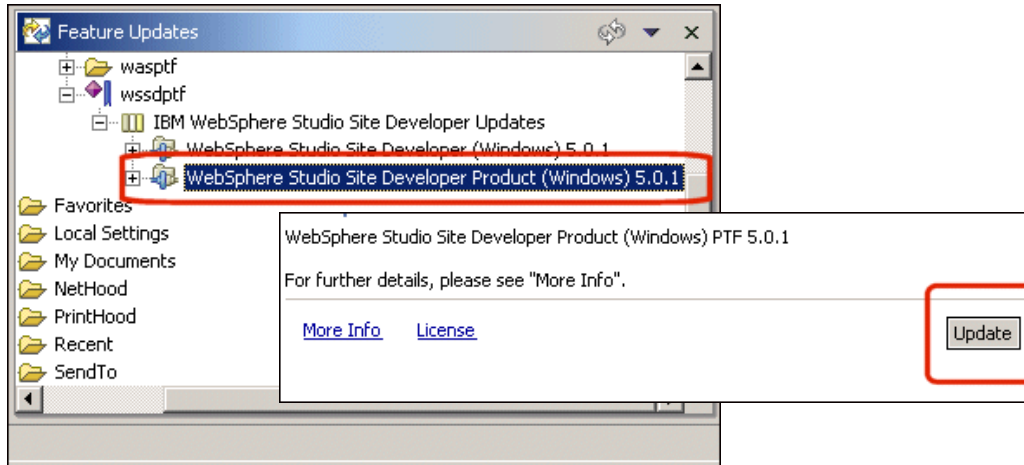 Feature Updates
wasptf
wssdptf
IBM WebSphere Studio Site Developer Updates
WebSphere Studio Site Developer (Windows) 5.0.1
WebSphere Studio Site Developer Product (Windows) 5.0.1
Favorites
Local Settings
My Documents
NetHood
PrintHood
Recent
SendTo
WebSphere Studio Site Developer Product (Windows) PTF 5.0.1
For further details, please see "More Info".
More Info License
Update